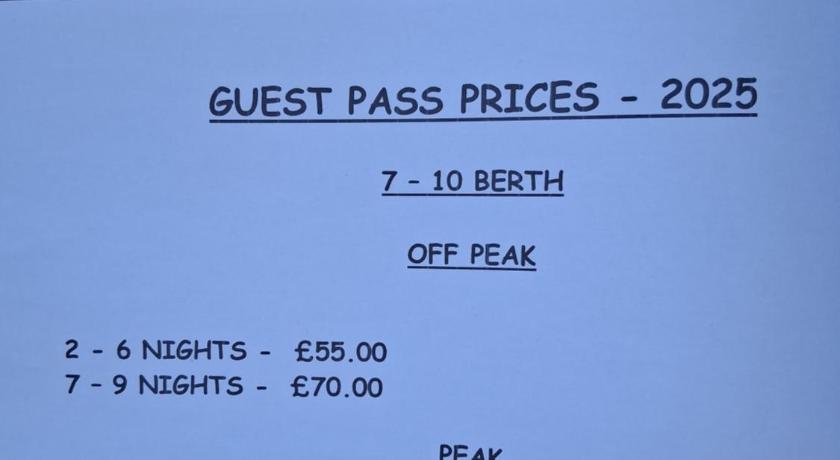 GUEST PASS PRICES - 2025
7 - 10 BERTH
OFF PEAK
2 - 6 NIGHTS - £55.00
7 - 9 NIGHTS - £70.00
PEAK